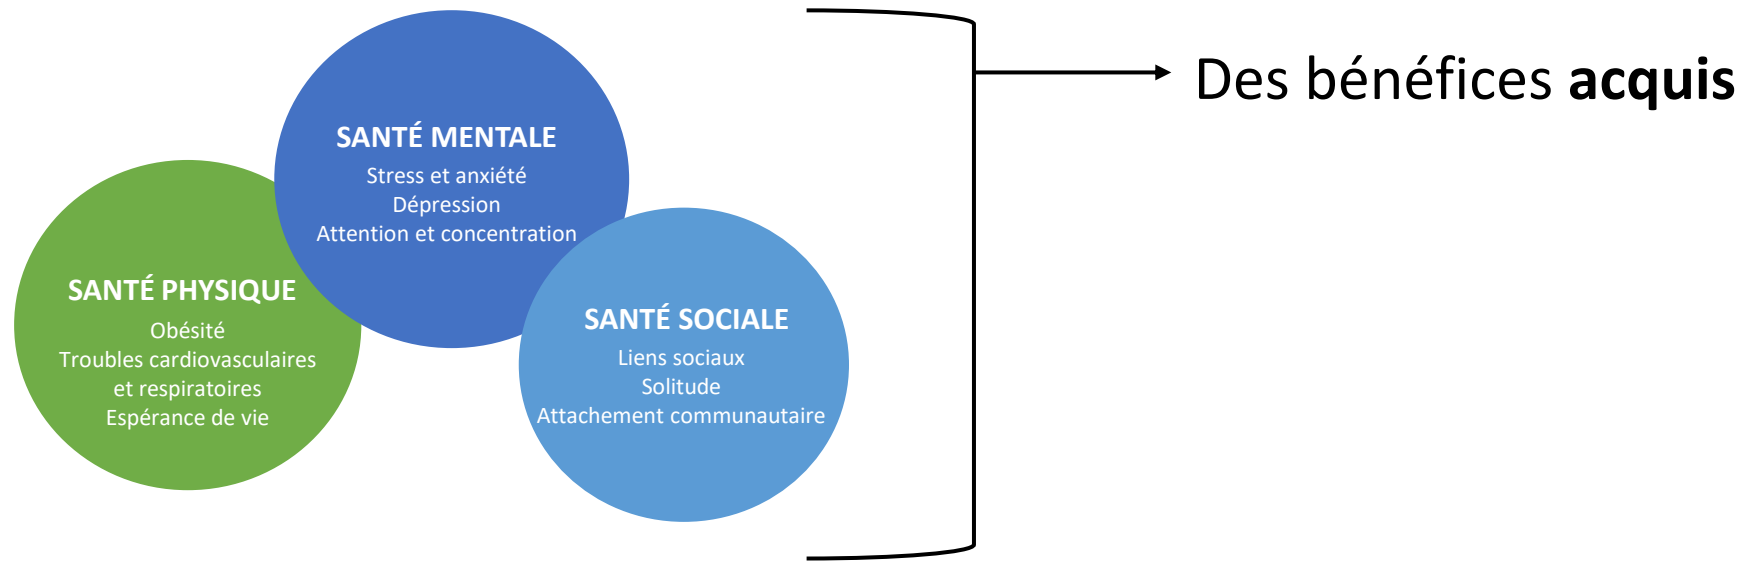 SANTÉ PHYSIQUE
Obésité
Troubles cardiovasculaires
et respiratoires
Espérance de vie
SANTÉ MENTALE
Stress et anxiété
Dépression
Attention et concentration
SANTÉ SOCIALE
Liens sociaux
Solitude
Attachement communautaire
Des bénéfices acquis